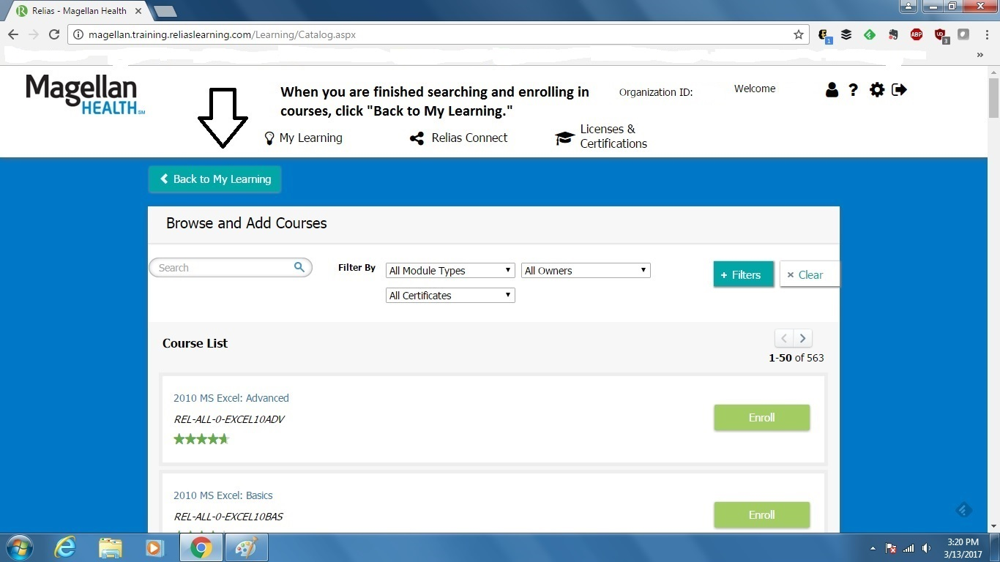 Relias - Magellan Health
magellan.training.reliaslearning.com/Learning/Catalog.aspx
1
ABP
UD
3
»
Magellan
HEALTH SM
When you are finished searching and enrolling in
courses, click "Back to My Learning."
Organization ID:
Welcome
?
My Learning
Relias Connect
Licenses &
Certifications
Back to My Learning
Browse and Add Courses
Search
Filter By
All Module Types
All Owners
+ Filters
× Clear
All Certificates
Course List
1-50 of 563
2010 MS Excel: Advanced
REL-ALL-0-EXCEL10ADV
Enroll
2010 MS Excel: Basics
REL-ALL-0-EXCEL10BAS
Enroll
3:20 PM
3/13/2017